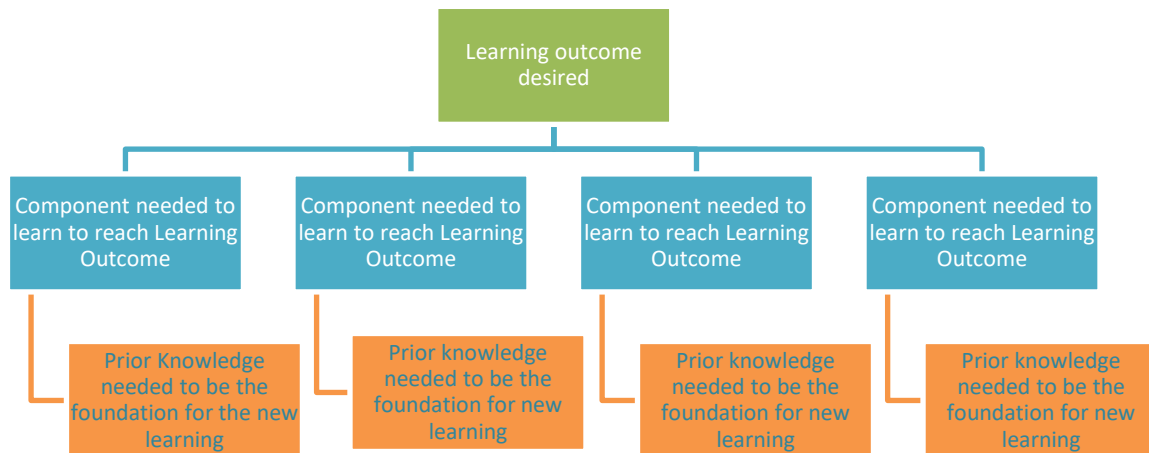 Learning outcome
desired
Component needed to
learn to reach Learning
Outcome
Component needed to
learn to reach Learning
Outcome
Component needed to
learn to reach Learning
Outcome
Component needed to
learn to reach Learning
Outcome
Prior Knowledge
needed to be the
foundation for the new
learning
Prior knowledge
needed to be the
foundation for new
learning
Prior knowledge
needed to be the
foundation for new
learning
Prior knowledge
needed to be the
foundation for new
learning